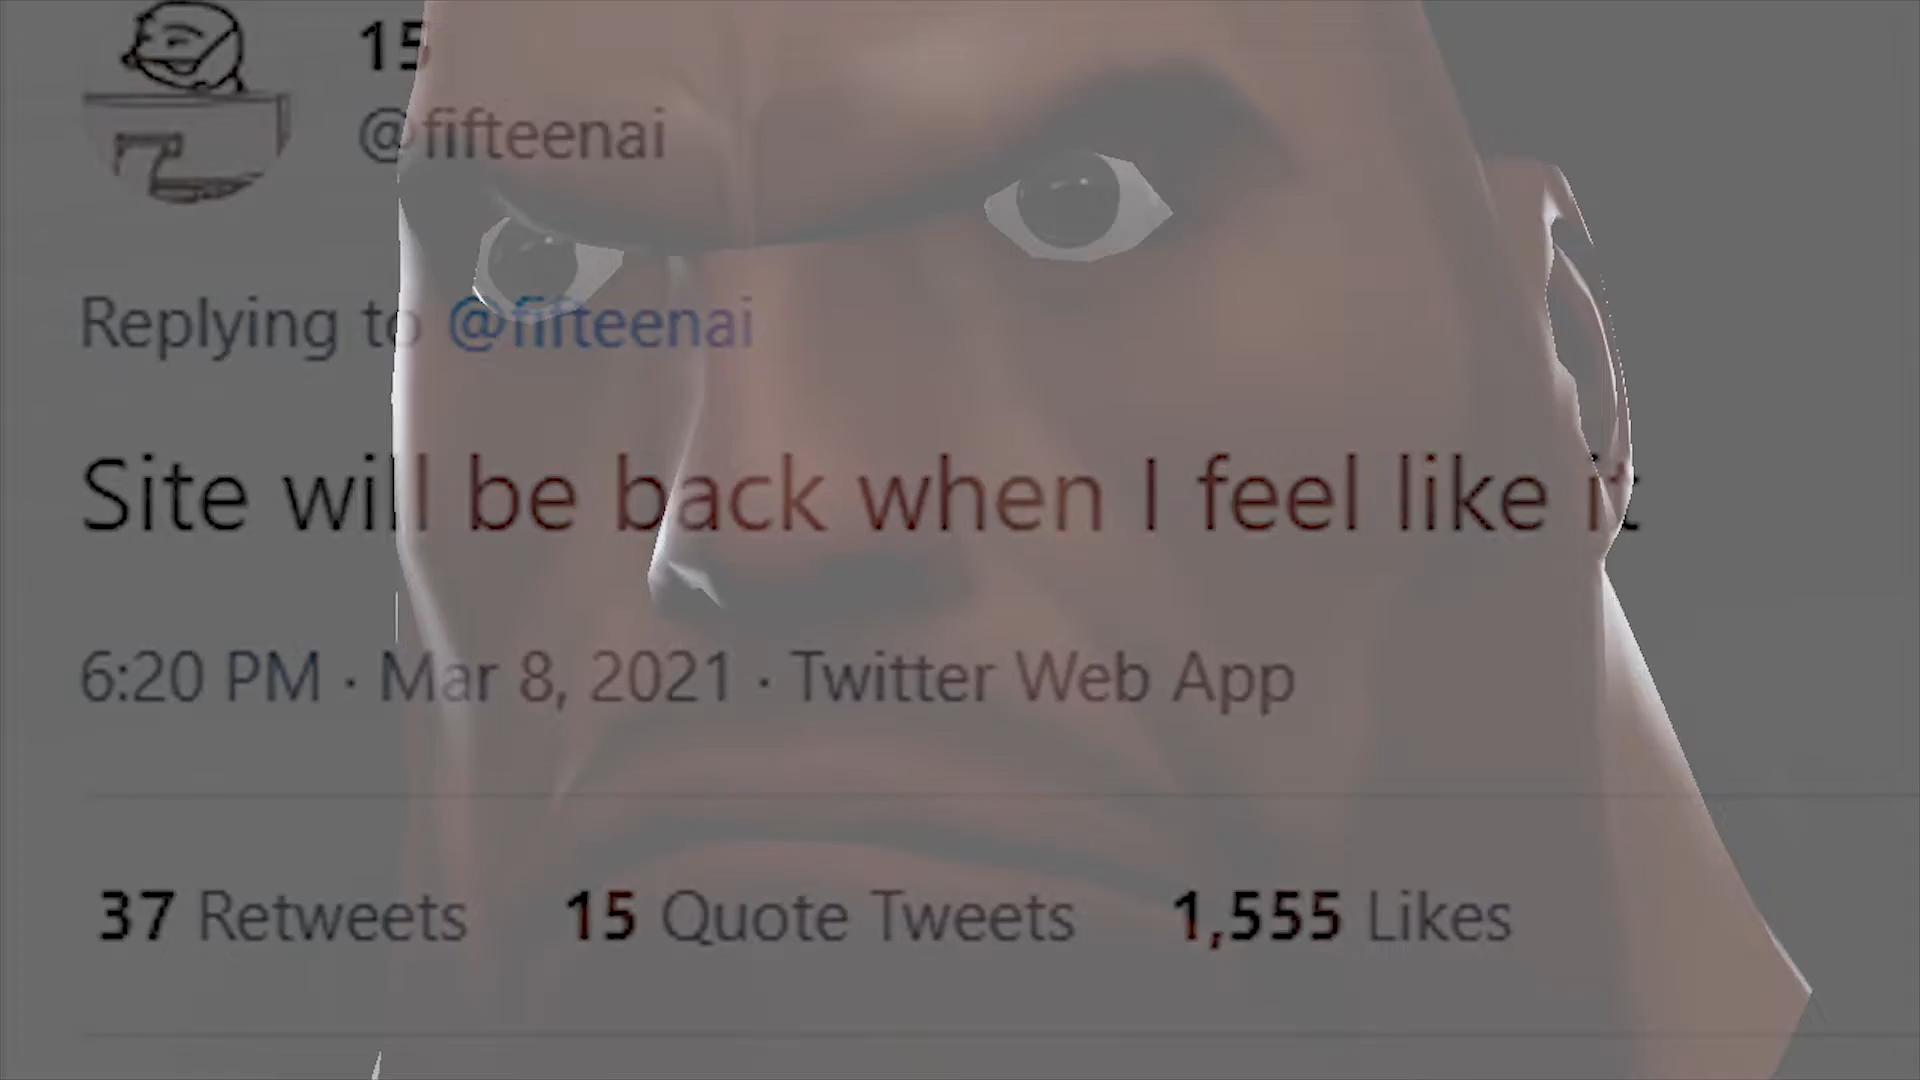 15
@fifteenai
Replying to @fifteenai
Site will be back when I feel like it
6:20 PM · Mar 8, 2021 · Twitter Web App
37 Retweets 15 Quote Tweets 1,555 Likes